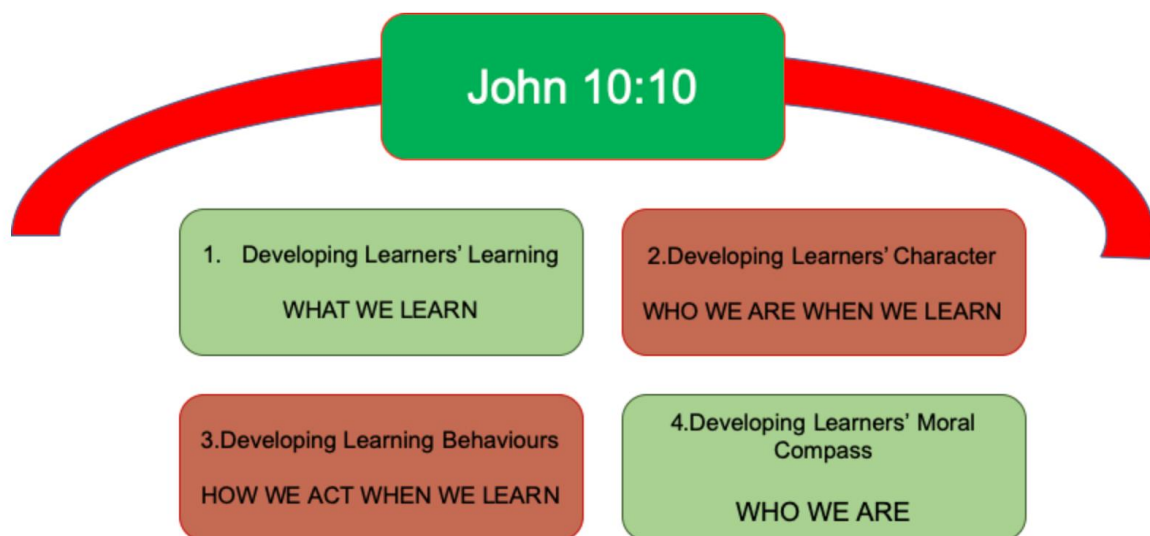 John 10:10
1. Developing Learners' Learning
WHAT WE LEARN
2.Developing Learners' Character
WHO WE ARE WHEN WE LEARN
3.Developing Learning Behaviours
HOW WE ACT WHEN WE LEARN
4.Developing Learners' Moral
Compass
WHO WE ARE